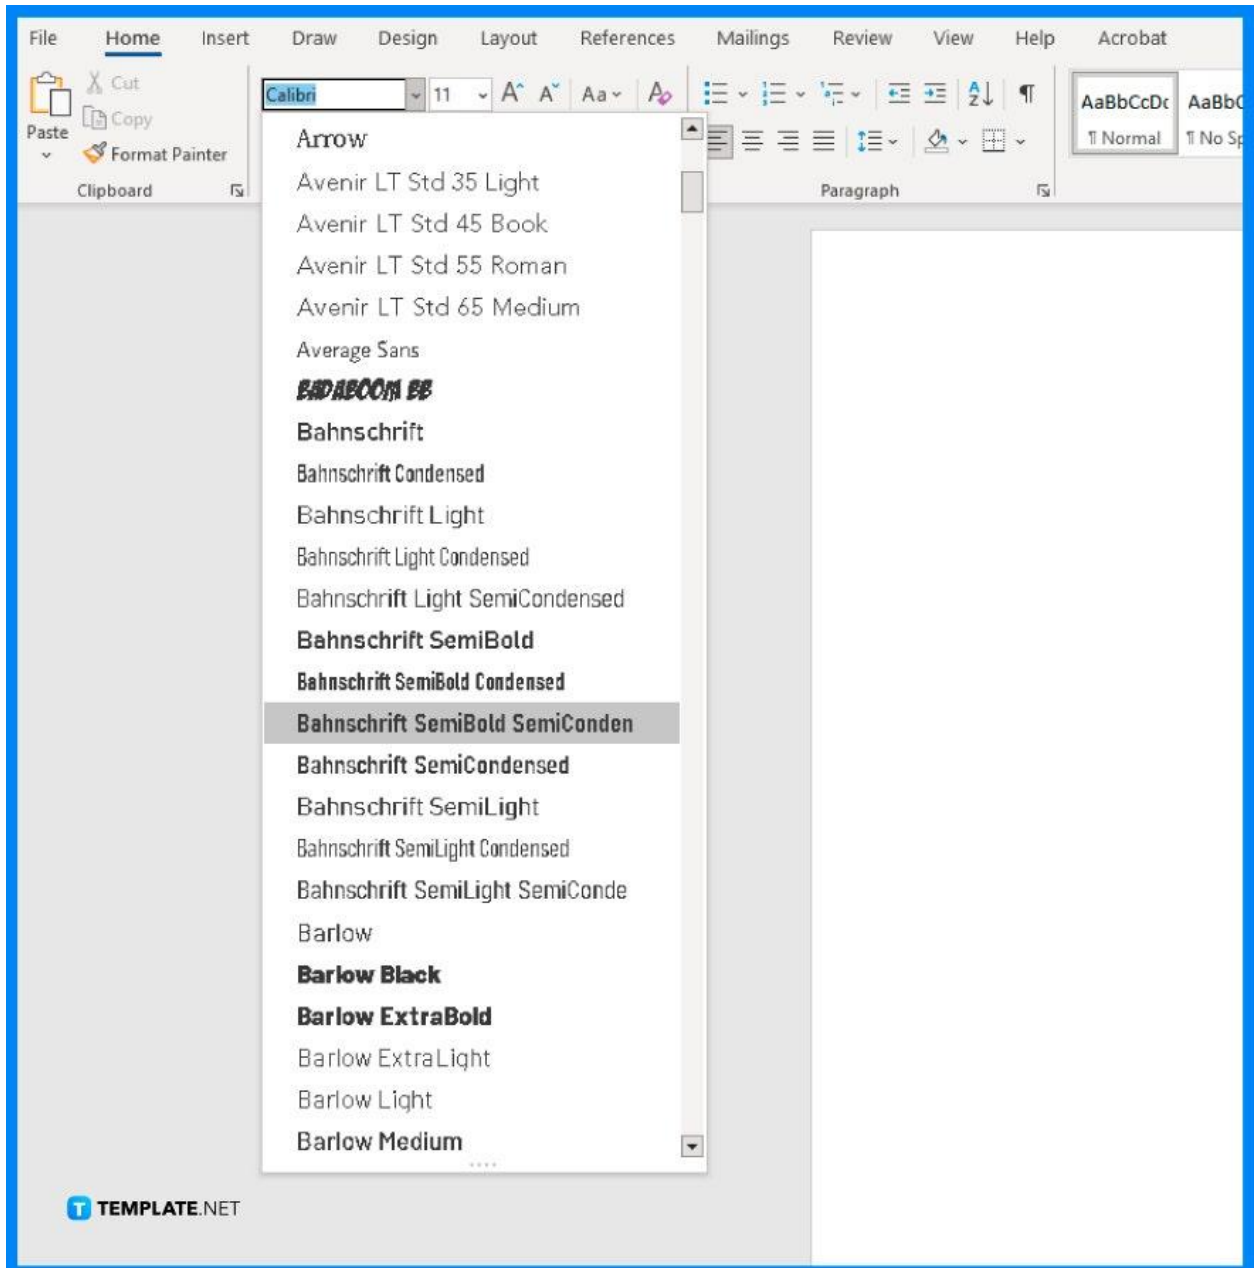 File Home Insert Draw Design Layout References Mailings Review View Help Acrobat
Cut
Copy
Paste
Format Painter
Clipboard
Calibri 11
Paragraph
AaBbCcDc
¶ Normal
AaBbC
¶ No Sp
Arrow
Avenir LT Std 35 Light
Avenir LT Std 45 Book
Avenir LT Std 55 Roman
Avenir LT Std 65 Medium
Average Sans
BADABOOM BB
Bahnschrift
Bahnschrift Condensed
Bahnschrift Light
Bahnschrift Light Condensed
Bahnschrift Light SemiCondensed
Bahnschrift SemiBold
Bahnschrift SemiBold Condensed
Bahnschrift SemiBold SemiConden
Bahnschrift SemiCondensed
Bahnschrift SemiLight
Bahnschrift SemiLight Condensed
Bahnschrift SemiLight SemiConde
Barlow
Barlow Black
Barlow ExtraBold
Barlow ExtraLight
Barlow Light
Barlow Medium
T TEMPLATE.NET